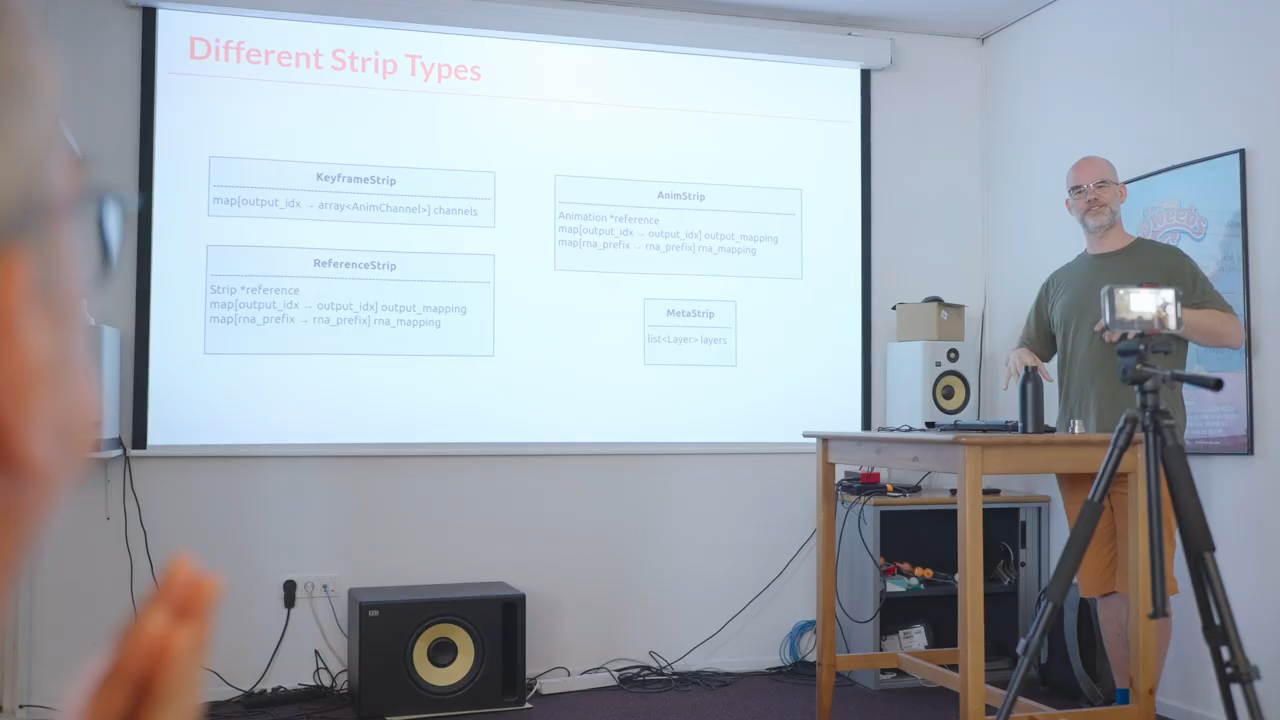 Different Strip Types
KeyframeStrip
map[output_idx → array<AnimChannel>] channels
AnimStrip
Animation *reference
map[output_idx → output_idx] output_mapping
map[rna_prefix → rna_prefix] rna_mapping
ReferenceStrip
Strip *reference
map[output_idx → output_idx] output_mapping
map[rna_prefix → rna_prefix] rna_mapping
MetaStrip
list<Layer> layers